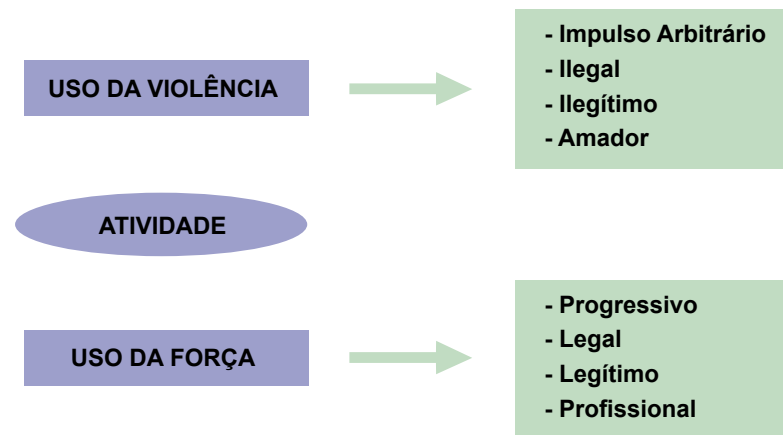 USO DA VIOLÊNCIA
- Impulso Arbitrário
- Ilegal
- Ilegítimo
- Amador
ATIVIDADE
USO DA FORÇA
- Progressivo
- Legal
- Legítimo
- Profissional